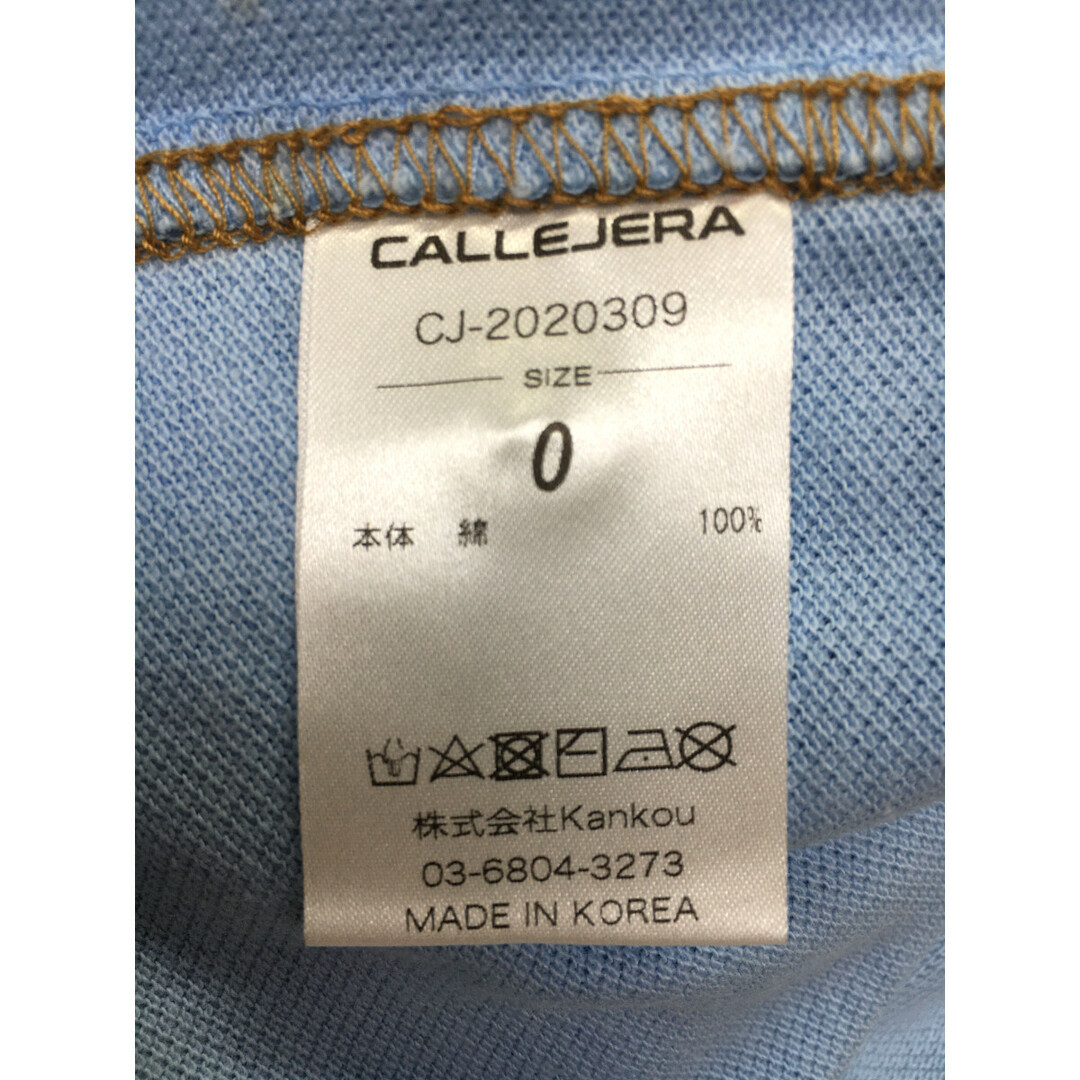 CALLEJERA
CJ-2020309
SIZE
0
本体 綿 100%
株式会社Kankou
03-6804-3273
MADE IN KOREA